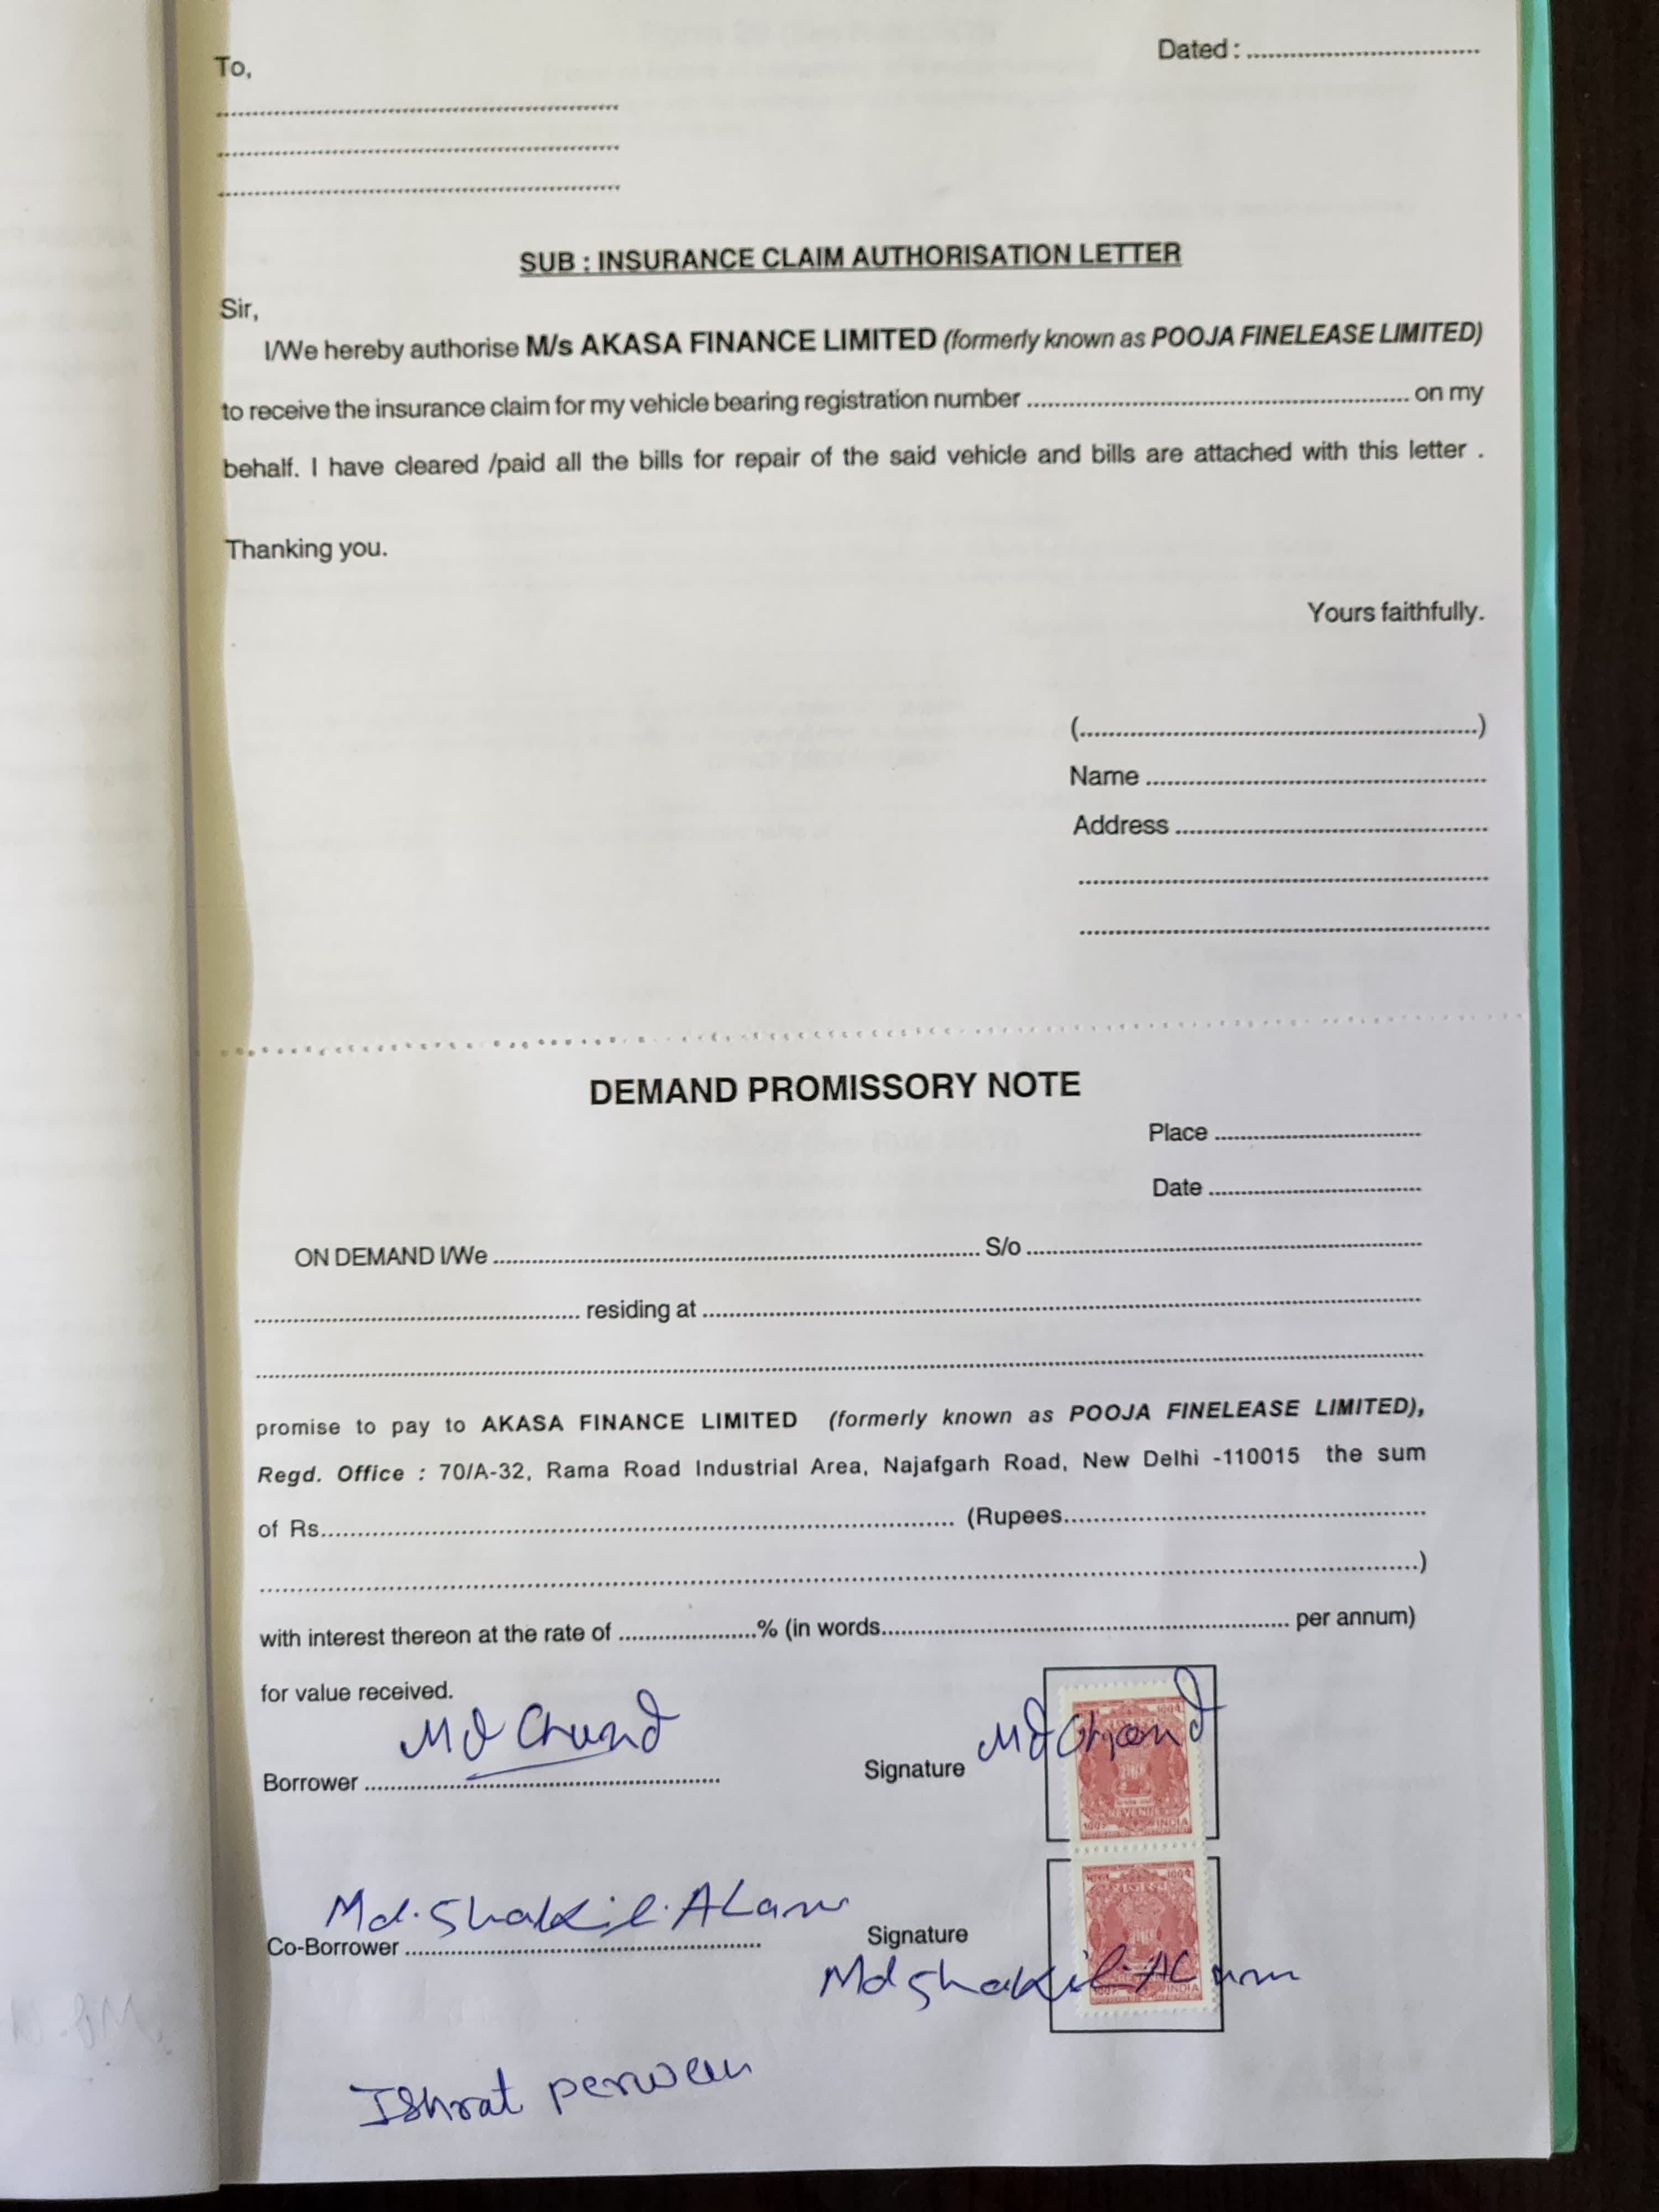 Dated : ..................................
To,
............................................................
............................................................
............................................................
SUB : INSURANCE CLAIM AUTHORISATION LETTER
Sir,
I/We hereby authorise M/s AKASA FINANCE LIMITED (formerly known as POOJA FINELEASE LIMITED)
to receive the insurance claim for my vehicle bearing registration number ............................................................ on my
behalf. I have cleared /paid all the bills for repair of the said vehicle and bills are attached with this letter .
Thanking you.
Yours faithfully.
(............................................................)
Name ..................................................
Address ..............................................
............................................................
............................................................
DEMAND PROMISSORY NOTE
Place ..................................
Date ..................................
ON DEMAND I/We ............................................................ S/o ............................................................
.................................................. residing at ............................................................
............................................................
promise to pay to AKASA FINANCE LIMITED (formerly known as POOJA FINELEASE LIMITED),
Regd. Office : 70/A-32, Rama Road Industrial Area, Najafgarh Road, New Delhi -110015 the sum
of Rs............................................................ (Rupees............................................................
............................................................)
with interest thereon at the rate of ....................% (in words............................................................ per annum)
for value received.
Md Chand Md Chand
Borrower ............................................................ Signature
REVENUE INDIA
Md. Shakil. ALam
Co-Borrower ............................................................ Signature
Md Shakil ALam
INDIA
Ishrat perween